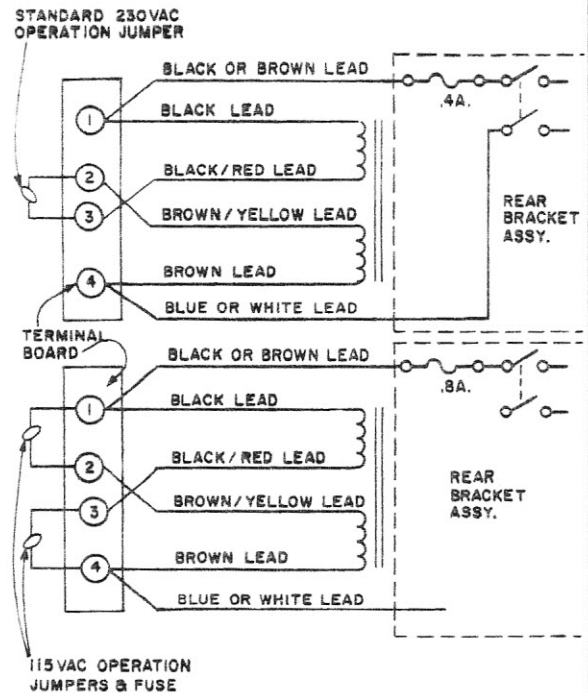 STANDARD 230VAC
OPERATION JUMPER
BLACK OR BROWN LEAD
.4A.
1
BLACK LEAD
2
BLACK/RED LEAD
3
BROWN/YELLOW LEAD
REAR
BRACKET
ASSY.
4
BROWN LEAD
BLUE OR WHITE LEAD
TERMINAL
BOARD
BLACK OR BROWN LEAD
.8A.
1
BLACK LEAD
2
BLACK/RED LEAD
3
BROWN/YELLOW LEAD
REAR
BRACKET
ASSY.
4
BROWN LEAD
BLUE OR WHITE LEAD
115VAC OPERATION
JUMPERS & FUSE